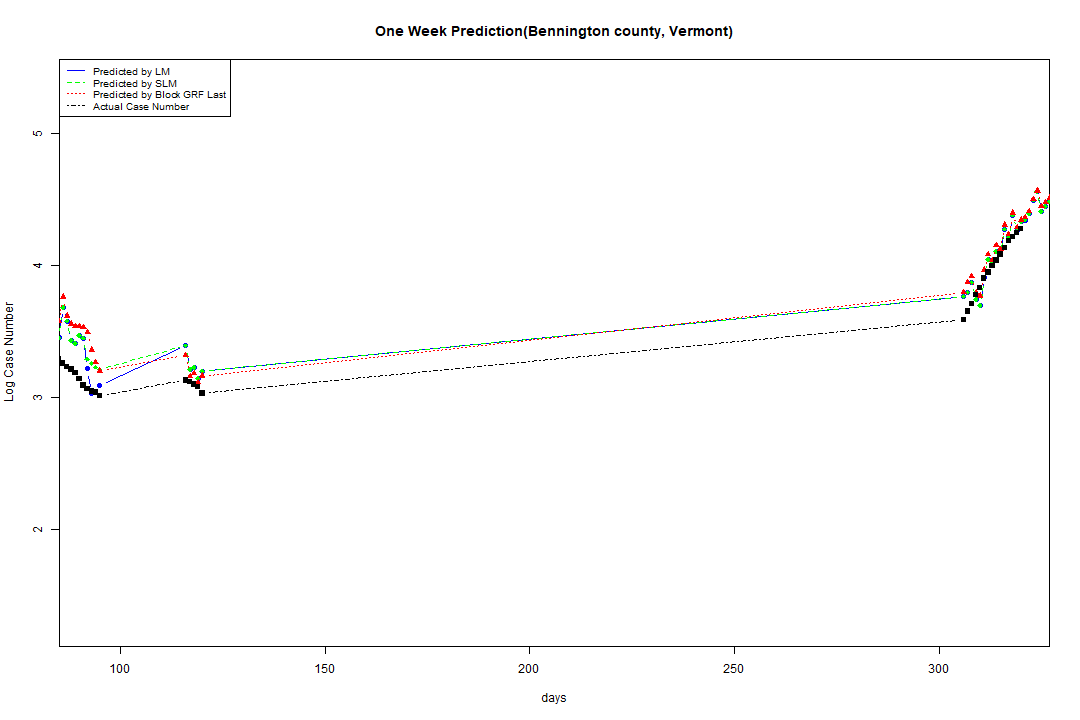 One Week Prediction(Bennington county, Vermont)
Predicted by LM
Predicted by SLM
Predicted by Block GRF Last
Actual Case Number
Log Case Number
5
4
3
2
100 150 200 250 300
days